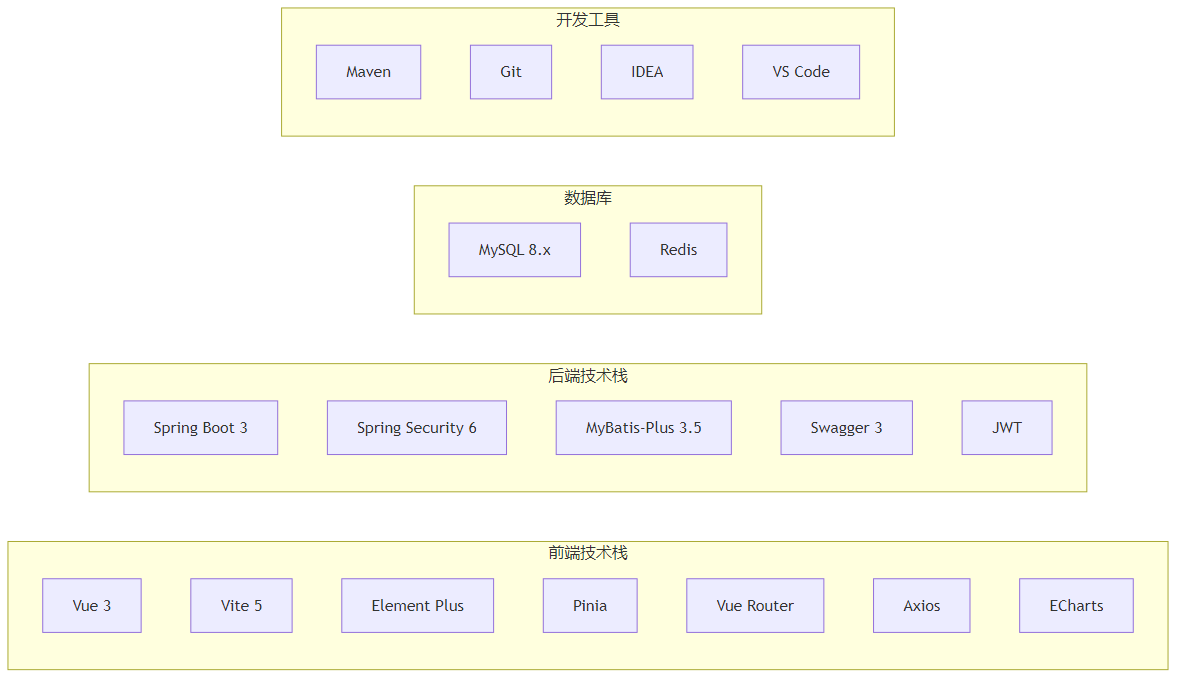 开发工具
Maven
Git
IDEA
VS Code
数据库
MySQL 8.x
Redis
后端技术栈
Spring Boot 3
Spring Security 6
MyBatis-Plus 3.5
Swagger 3
JWT
前端技术栈
Vue 3
Vite 5
Element Plus
Pinia
Vue Router
Axios
ECharts